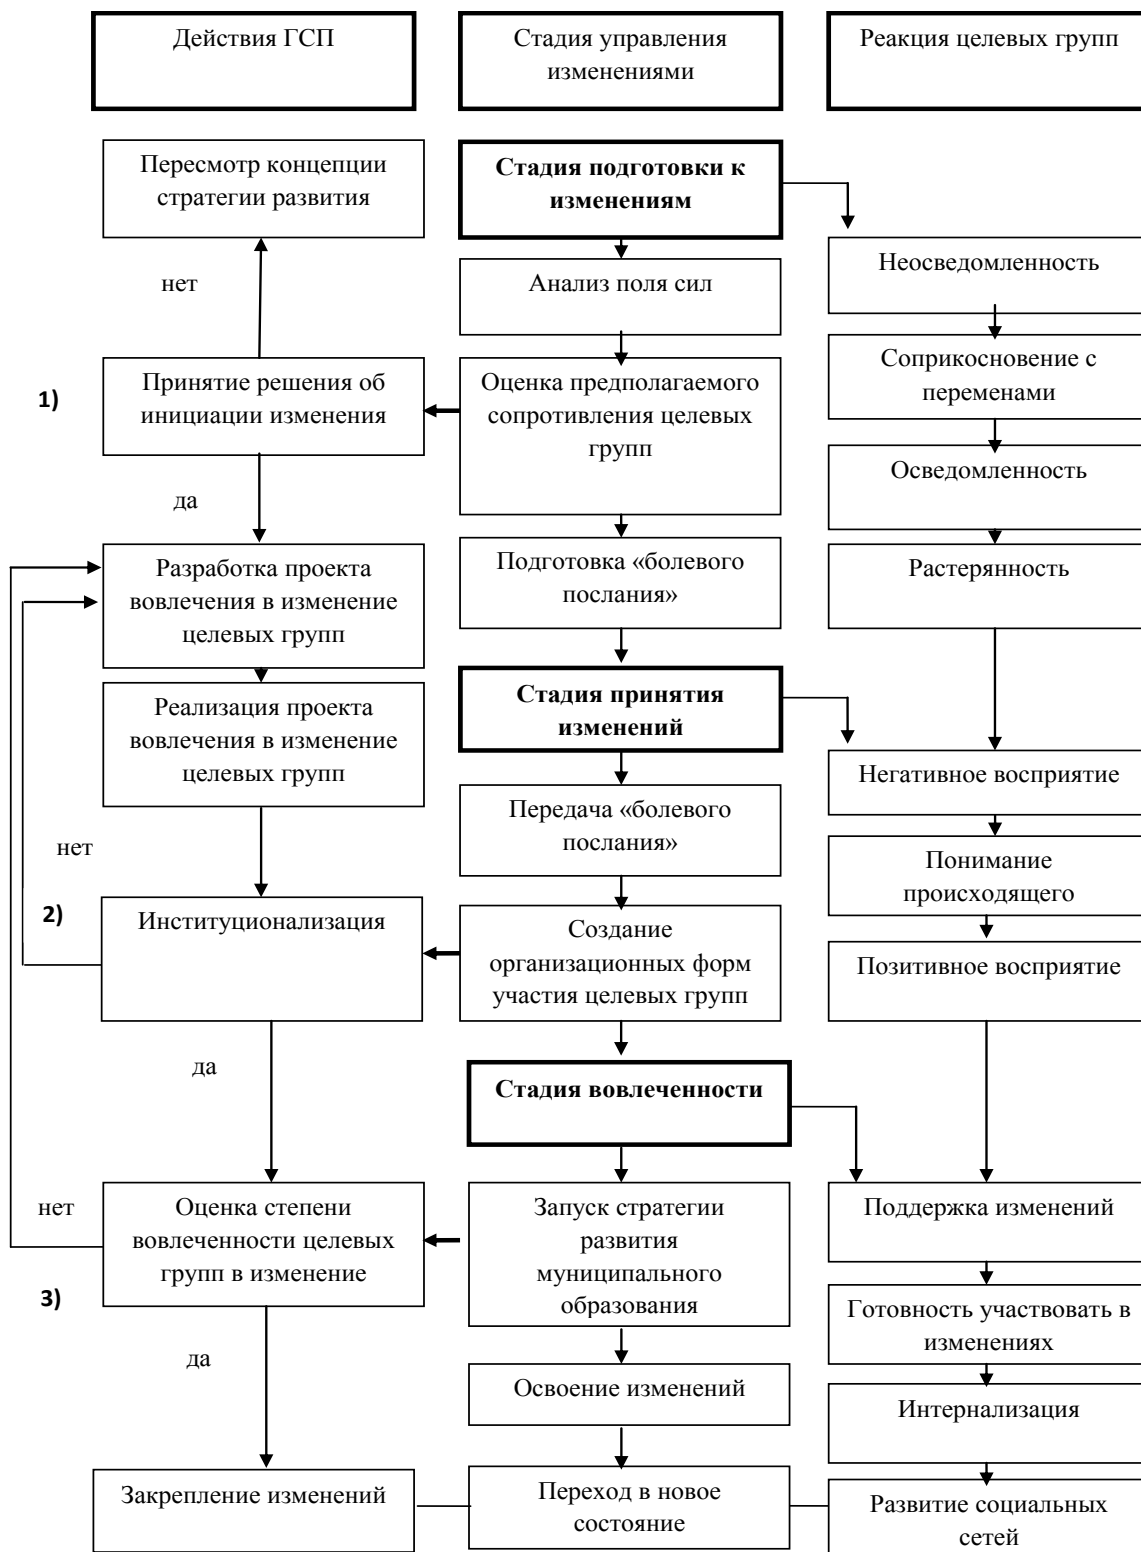 Действия ГСП
Стадия управления
изменениями
Реакция целевых групп
Пересмотр концепции
стратегии развития
Стадия подготовки к
изменениям
нет
Анализ поля сил
Неосведомленность
1)
Принятие решения об
инициации изменения
Оценка предполагаемого
сопротивления целевых
групп
Соприкосновение с
переменами
Осведомленность
да
Разработка проекта
вовлечения в изменение
целевых групп
Подготовка «болевого
послания»
Растерянность
Реализация проекта
вовлечения в изменение
целевых групп
Стадия принятия
изменений
Негативное восприятие
Передача «болевого
послания»
нет
Понимание
происходящего
2)
Институционализация
Создание
организационных форм
участия целевых групп
Позитивное восприятие
да
Стадия вовлеченности
нет
Оценка степени
вовлеченности целевых
групп в изменение
Запуск стратегии
развития
муниципального
образования
Поддержка изменений
3)
Готовность участвовать в
изменениях
да
Освоение изменений
Интернализация
Закрепление изменений
Переход в новое
состояние
Развитие социальных
сетей